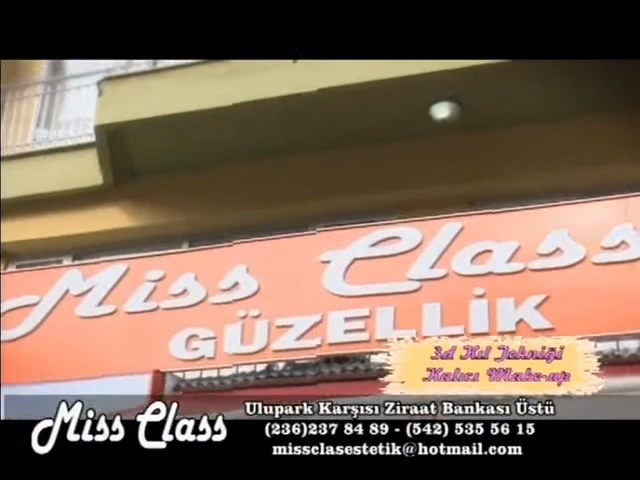 Miss Class
GÜZELLİK
3d Kıl Tekniği
Kalıcı Make-up
Miss Class
Ulupark Karşısı Ziraat Bankası Üstü
(236)237 84 89 - (542) 535 56 15
missclasestetik@hotmail.com